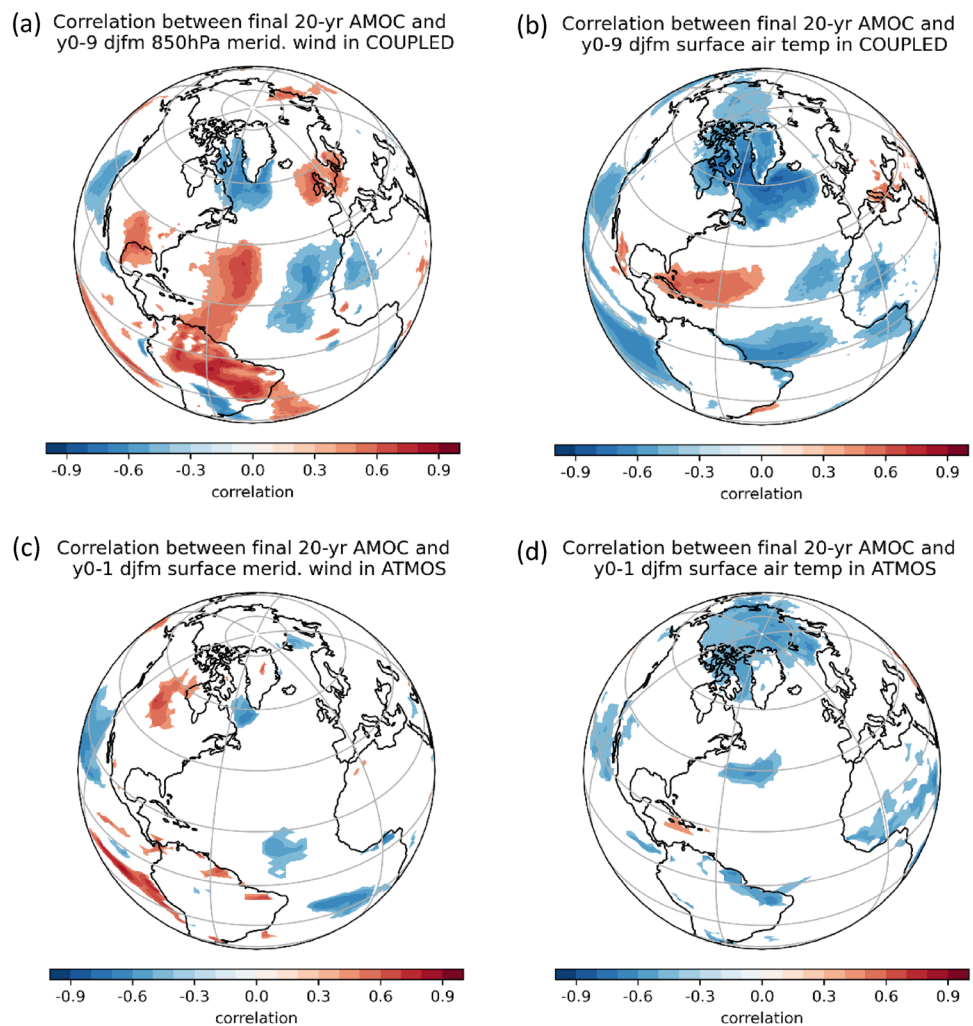 (a) Correlation between final 20-yr AMOC and
y0-9 djfm 850hPa merid. wind in COUPLED
(b) Correlation between final 20-yr AMOC and
y0-9 djfm surface air temp in COUPLED
-0.9 -0.6 -0.3 0.0 0.3 0.6 0.9
correlation
-0.9 -0.6 -0.3 0.0 0.3 0.6 0.9
correlation
(c) Correlation between final 20-yr AMOC and
y0-1 djfm surface merid. wind in ATMOS
(d) Correlation between final 20-yr AMOC and
y0-1 djfm surface air temp in ATMOS
-0.9 -0.6 -0.3 0.0 0.3 0.6 0.9
correlation
-0.9 -0.6 -0.3 0.0 0.3 0.6 0.9
correlation